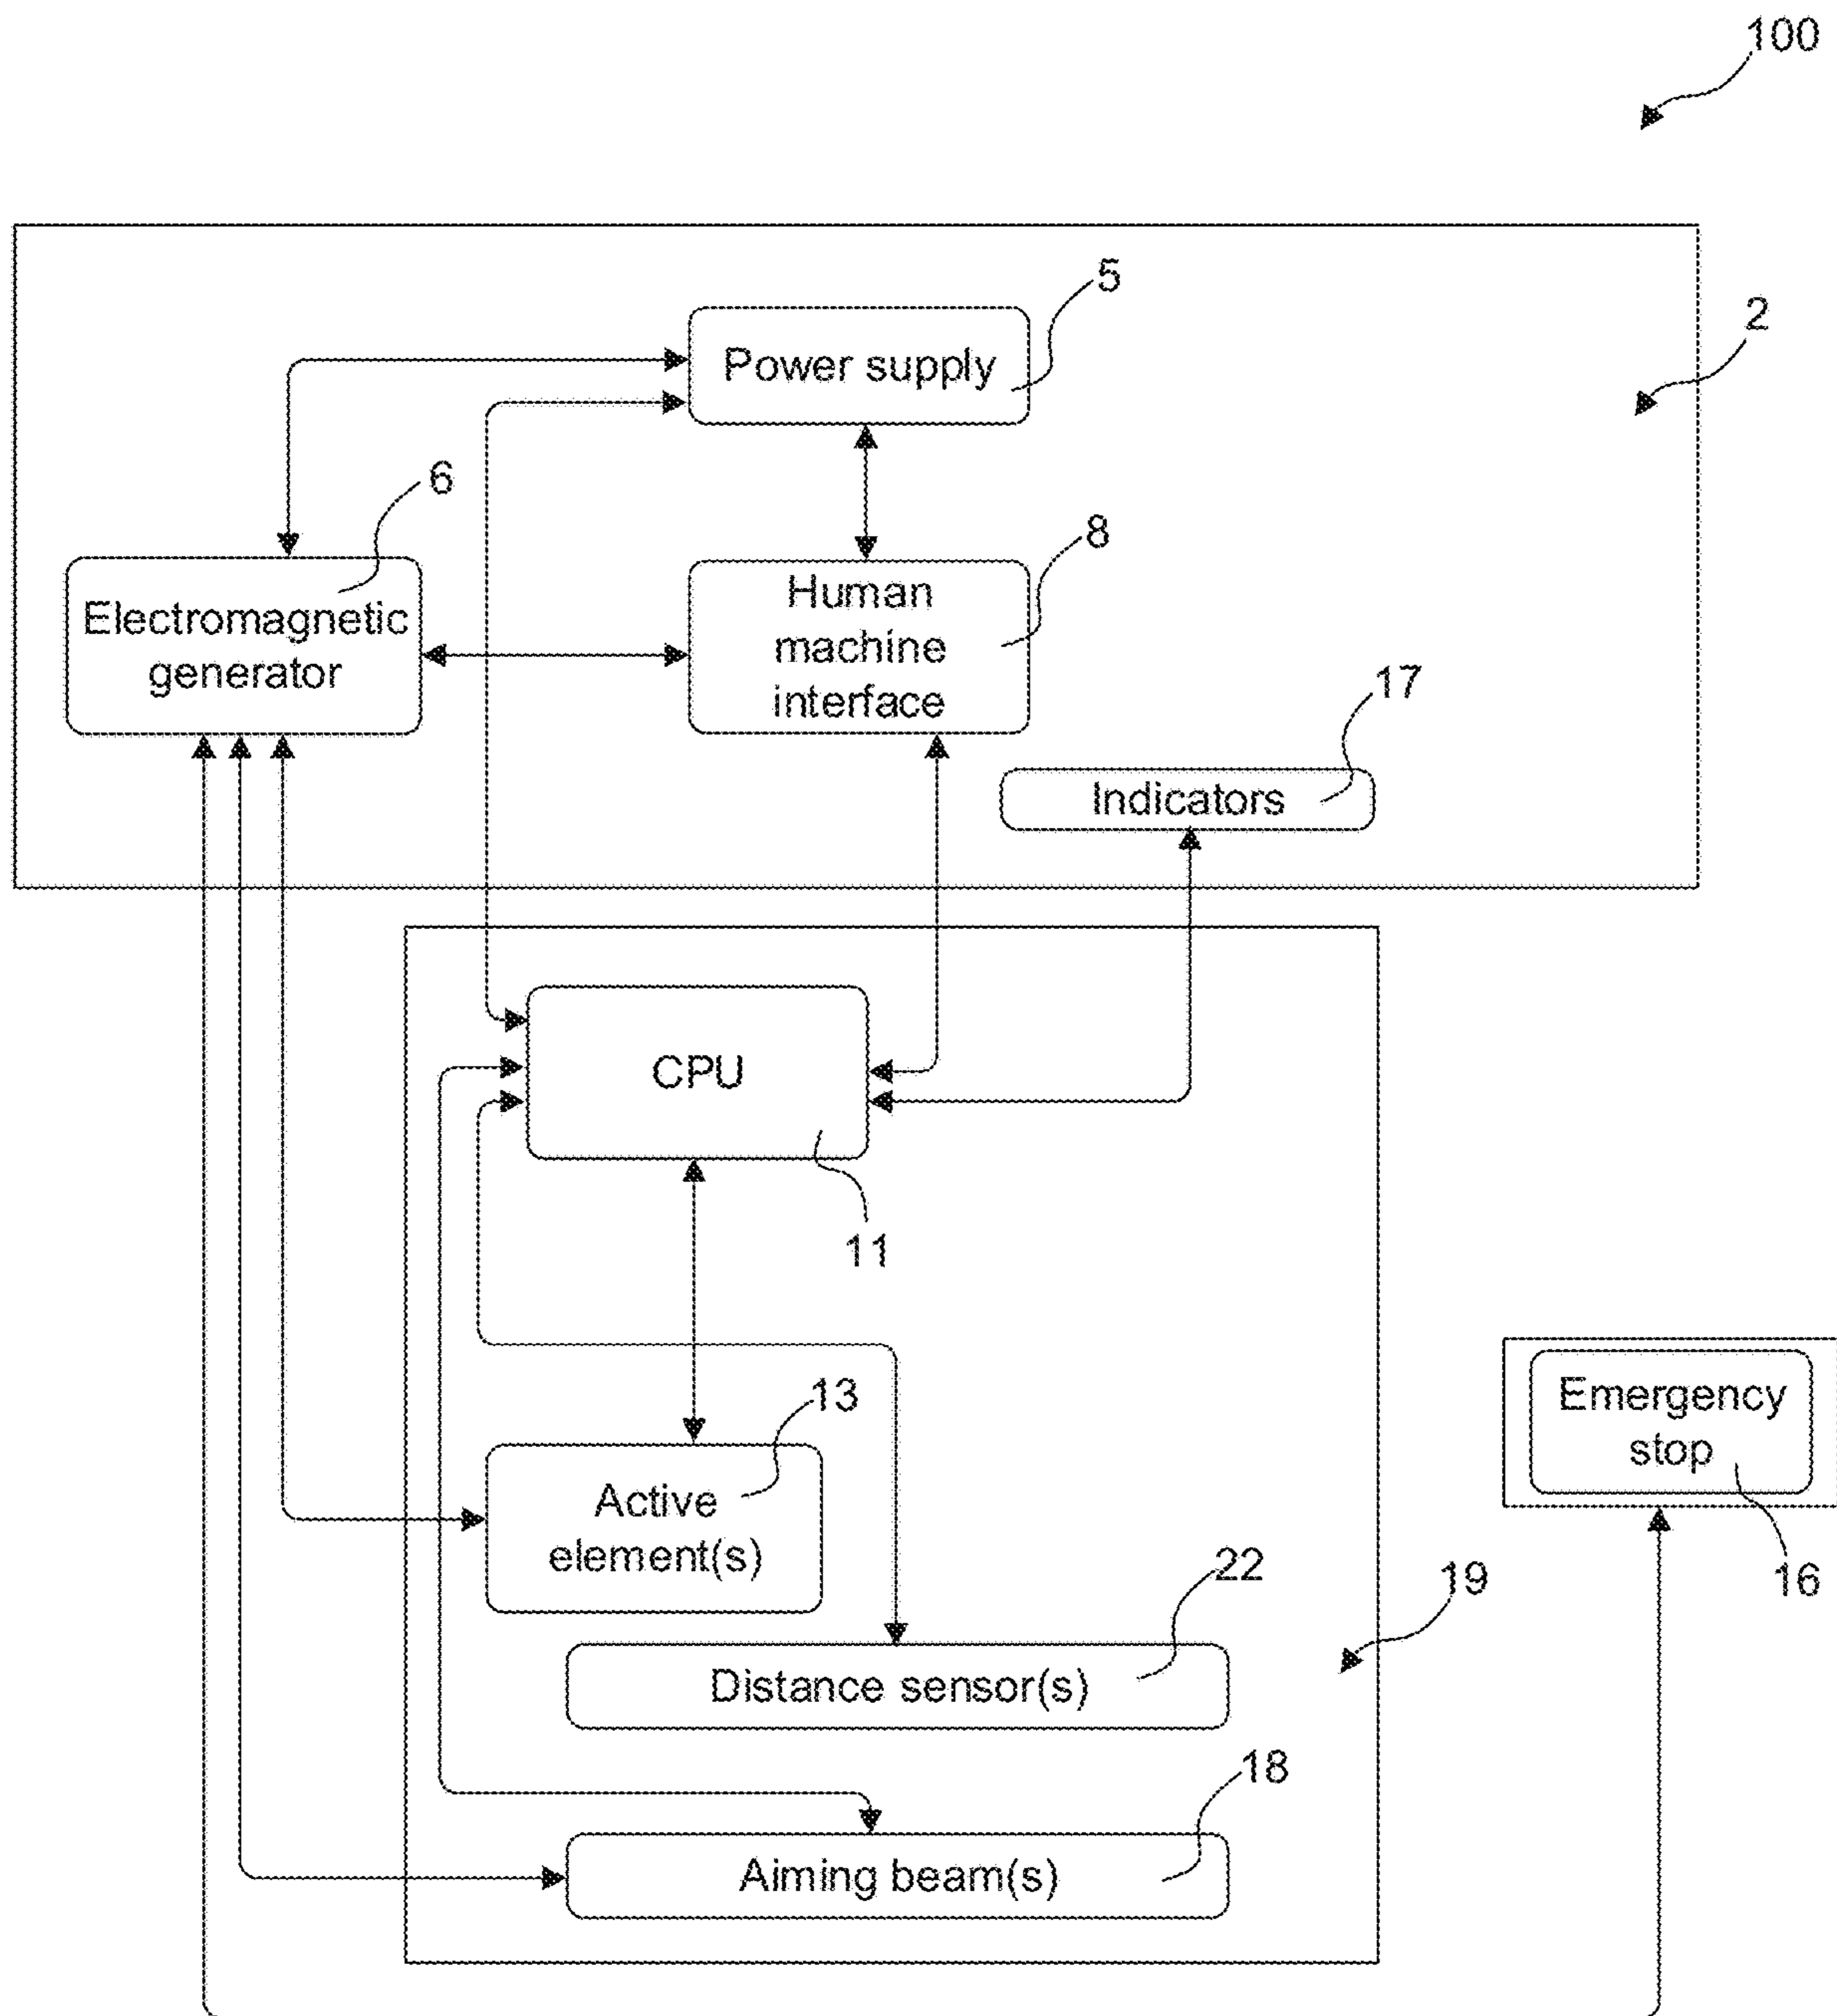 100
5
Power supply
2
6
8
Electromagnetic
generator
Human
machine
interface
17
Indicators
CPU
11
13
Active
element(s)
Emergency
stop
16
22
19
Distance sensor(s)
18
Aiming beam(s)